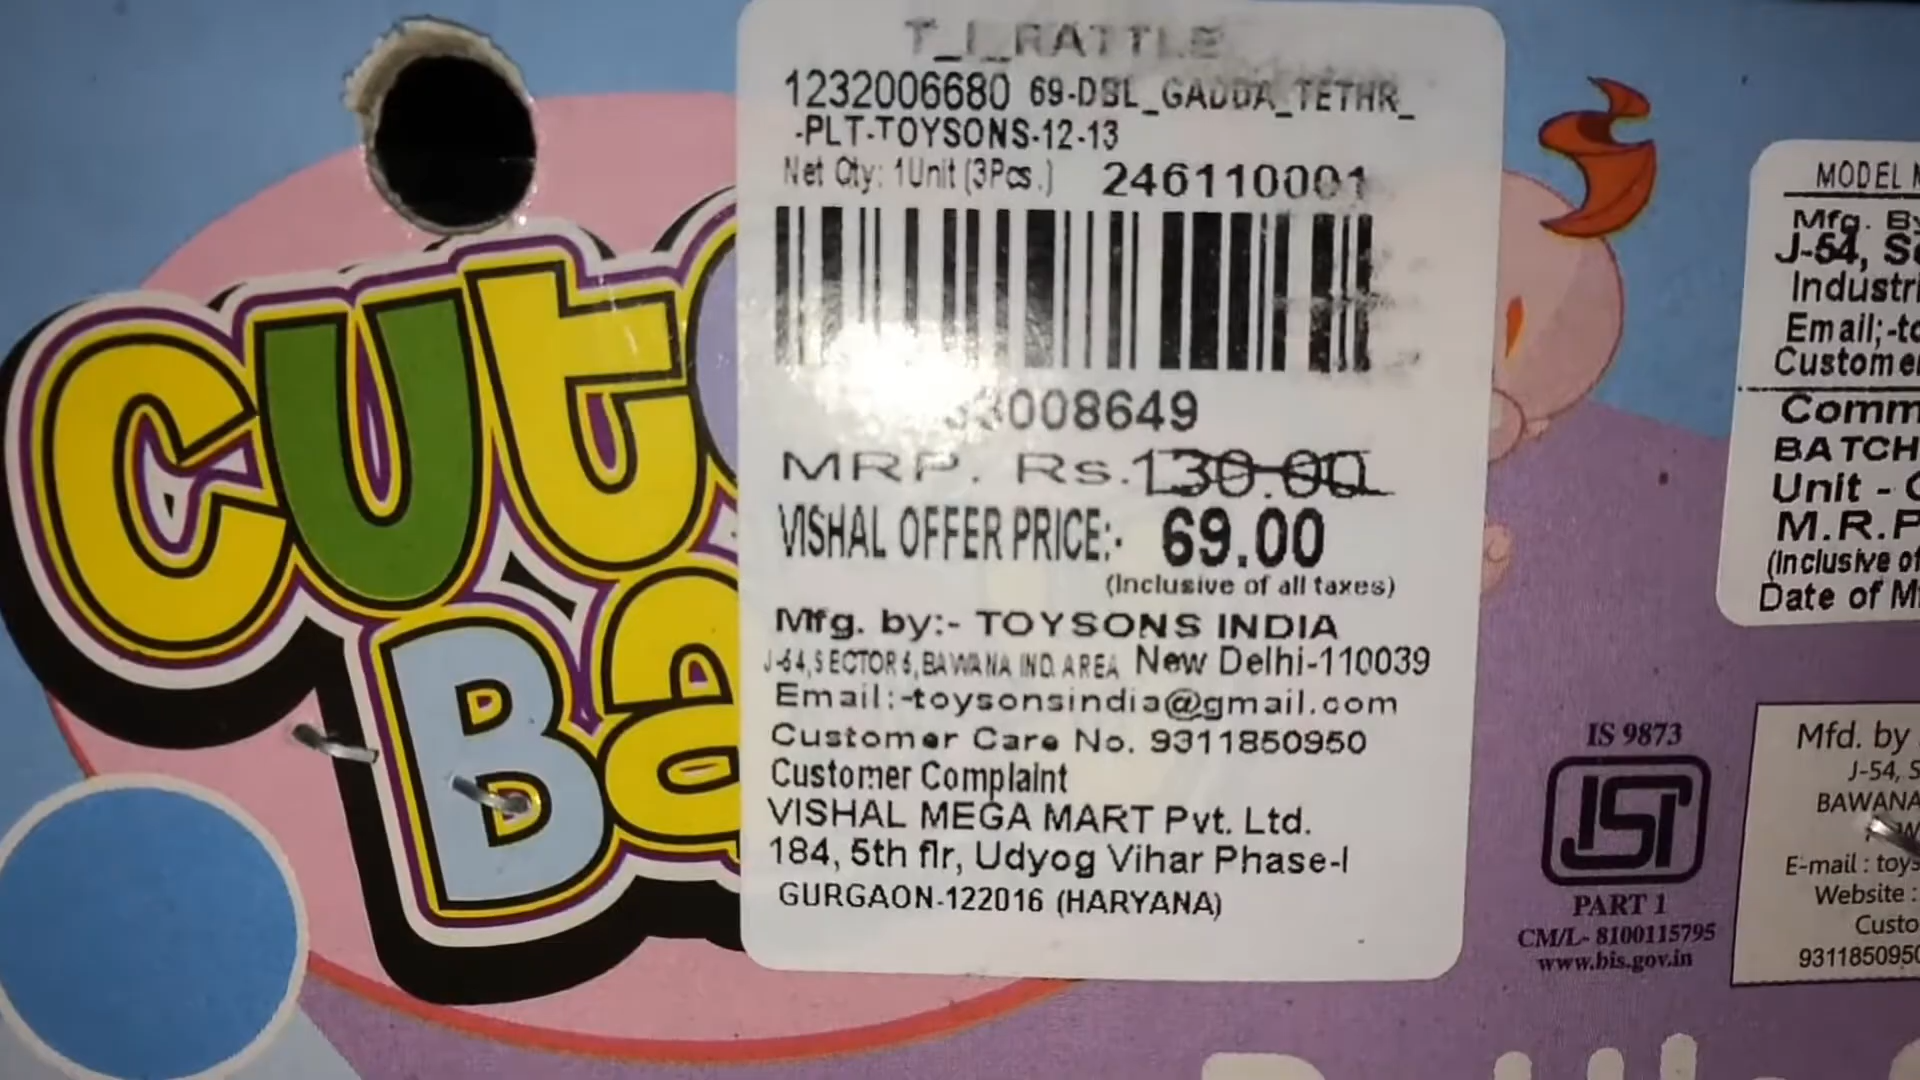 T_I_RATTLE
1232006680 69-DSL_GADDA_TETHR_
-PLT-TOYSONS-12-13
Net Qty: 1Unit (3Pcs.) 246110001
008649
MRP. Rs.130.00
VISHAL OFFER PRICE:- 69.00
(Inclusive of all taxes)
Mfg. by:- TOYSONS INDIA
J-54, SECTOR 5, BAWANA IND. AREA New Delhi-110039
Email:-toysonsindia@gmail.com
Customer Care No. 9311850950
Customer Complaint
VISHAL MEGA MART Pvt. Ltd.
184, 5th flr, Udyog Vihar Phase-I
GURGAON-122016 (HARYANA)
Cut
Ba
MODEL
Mfg. By
J-54, S
Industri
Email;-to
Custome
Comm
BATCH
Unit -
M.R.P
(Inclusive of
Date of M
IS 9873
ISI
PART 1
CM/L- 8100115795
www.bis.gov.in
Mfd. by
J-54, S
BAWANA
E-mail : toys
Website :
Custo
9311850950